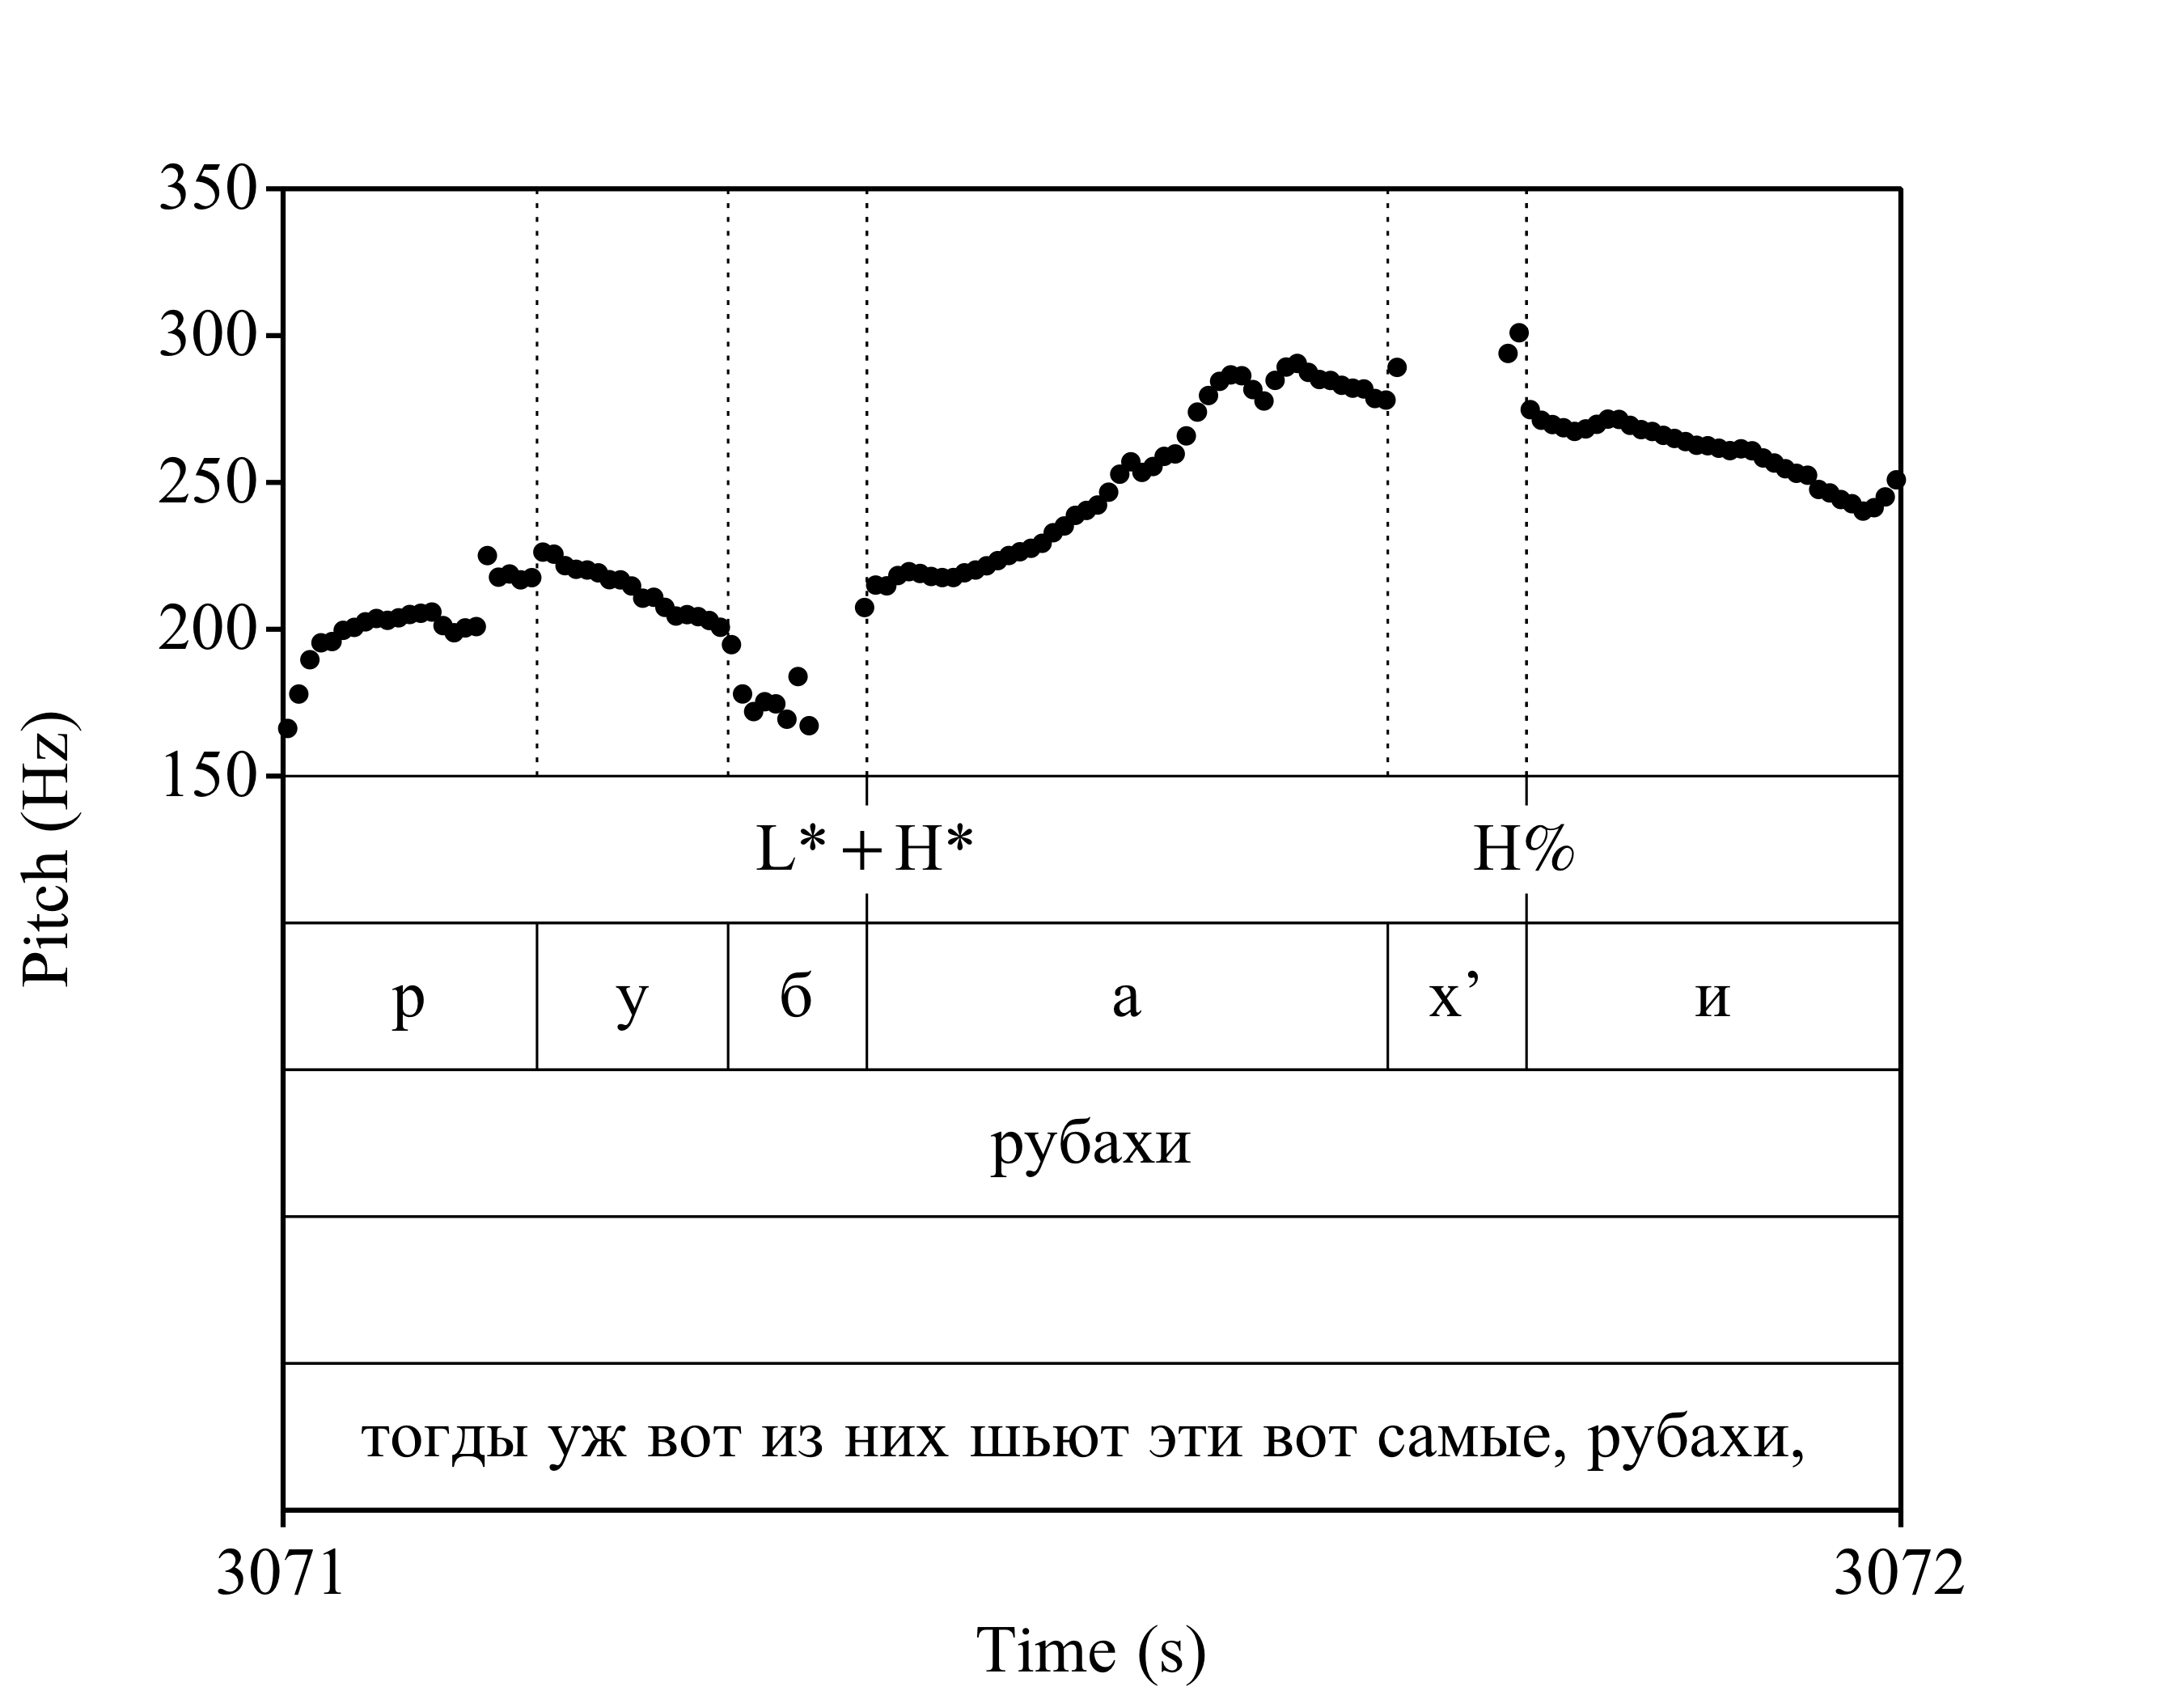 350
300
250
200
150
Pitch (Hz)
L*+H* H%
р у б а х’ и
рубахи
тогды уж вот из них шьют эти вот самые, рубахи,
3071 3072
Time (s)